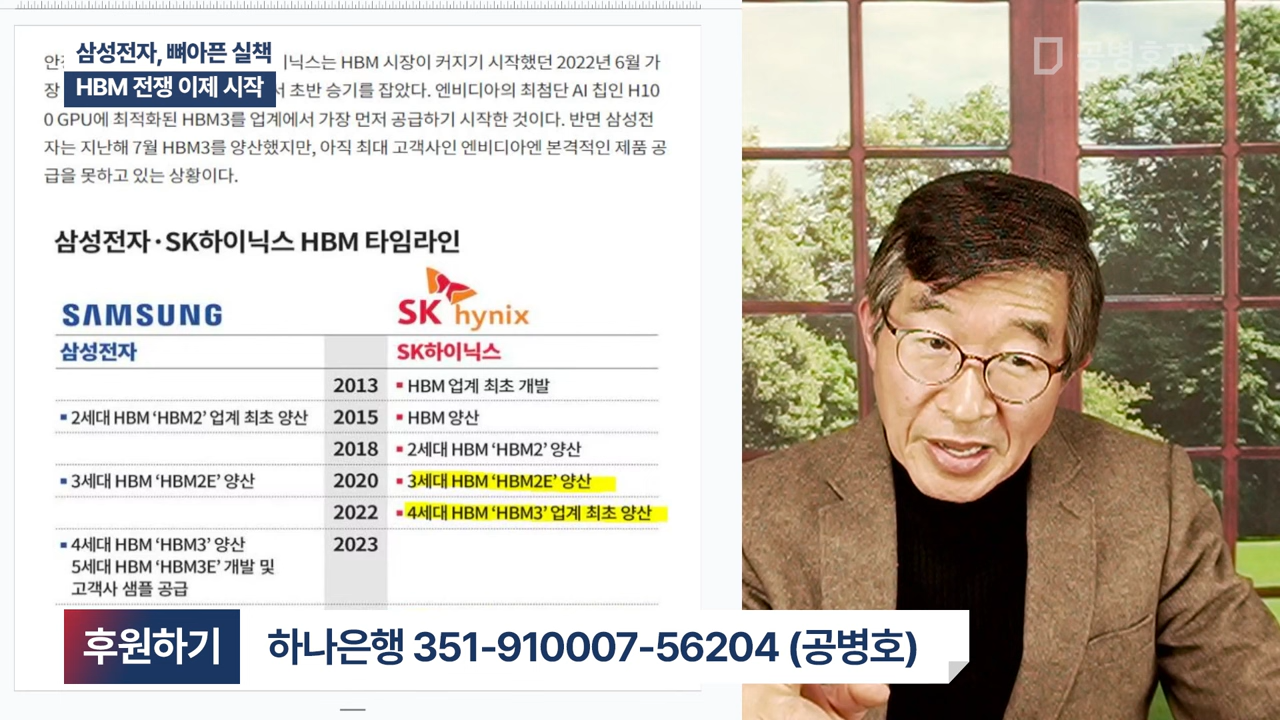 삼성전자, 뼈아픈 실책
HBM 전쟁 이제 시작
공병호TV
닉스는 HBM 시장이 커지기 시작했던 2022년 6월 가
장 서 초반 승기를 잡았다. 엔비디아의 최첨단 AI 칩인 H10
0 GPU에 최적화된 HBM3를 업계에서 가장 먼저 공급하기 시작한 것이다. 반면 삼성전
자는 지난해 7월 HBM3를 양산했지만, 아직 최대 고객사인 엔비디아엔 본격적인 제품 공
급을 못하고 있는 상황이다.
삼성전자·SK하이닉스 HBM 타임라인
SAMSUNG
SK hynix
삼성전자
SK하이닉스
2013 ▪ HBM 업계 최초 개발
▪ 2세대 HBM ‘HBM2’ 업계 최초 양산 2015 ▪ HBM 양산
2018 ▪ 2세대 HBM ‘HBM2’ 양산
▪ 3세대 HBM ‘HBM2E’ 양산 2020 ▪ 3세대 HBM ‘HBM2E’ 양산
2022 ▪ 4세대 HBM ‘HBM3’ 업계 최초 양산
▪ 4세대 HBM ‘HBM3’ 양산 2023
5세대 HBM ‘HBM3E’ 개발 및
고객사 샘플 공급
후원하기 하나은행 351-910007-56204 (공병호)